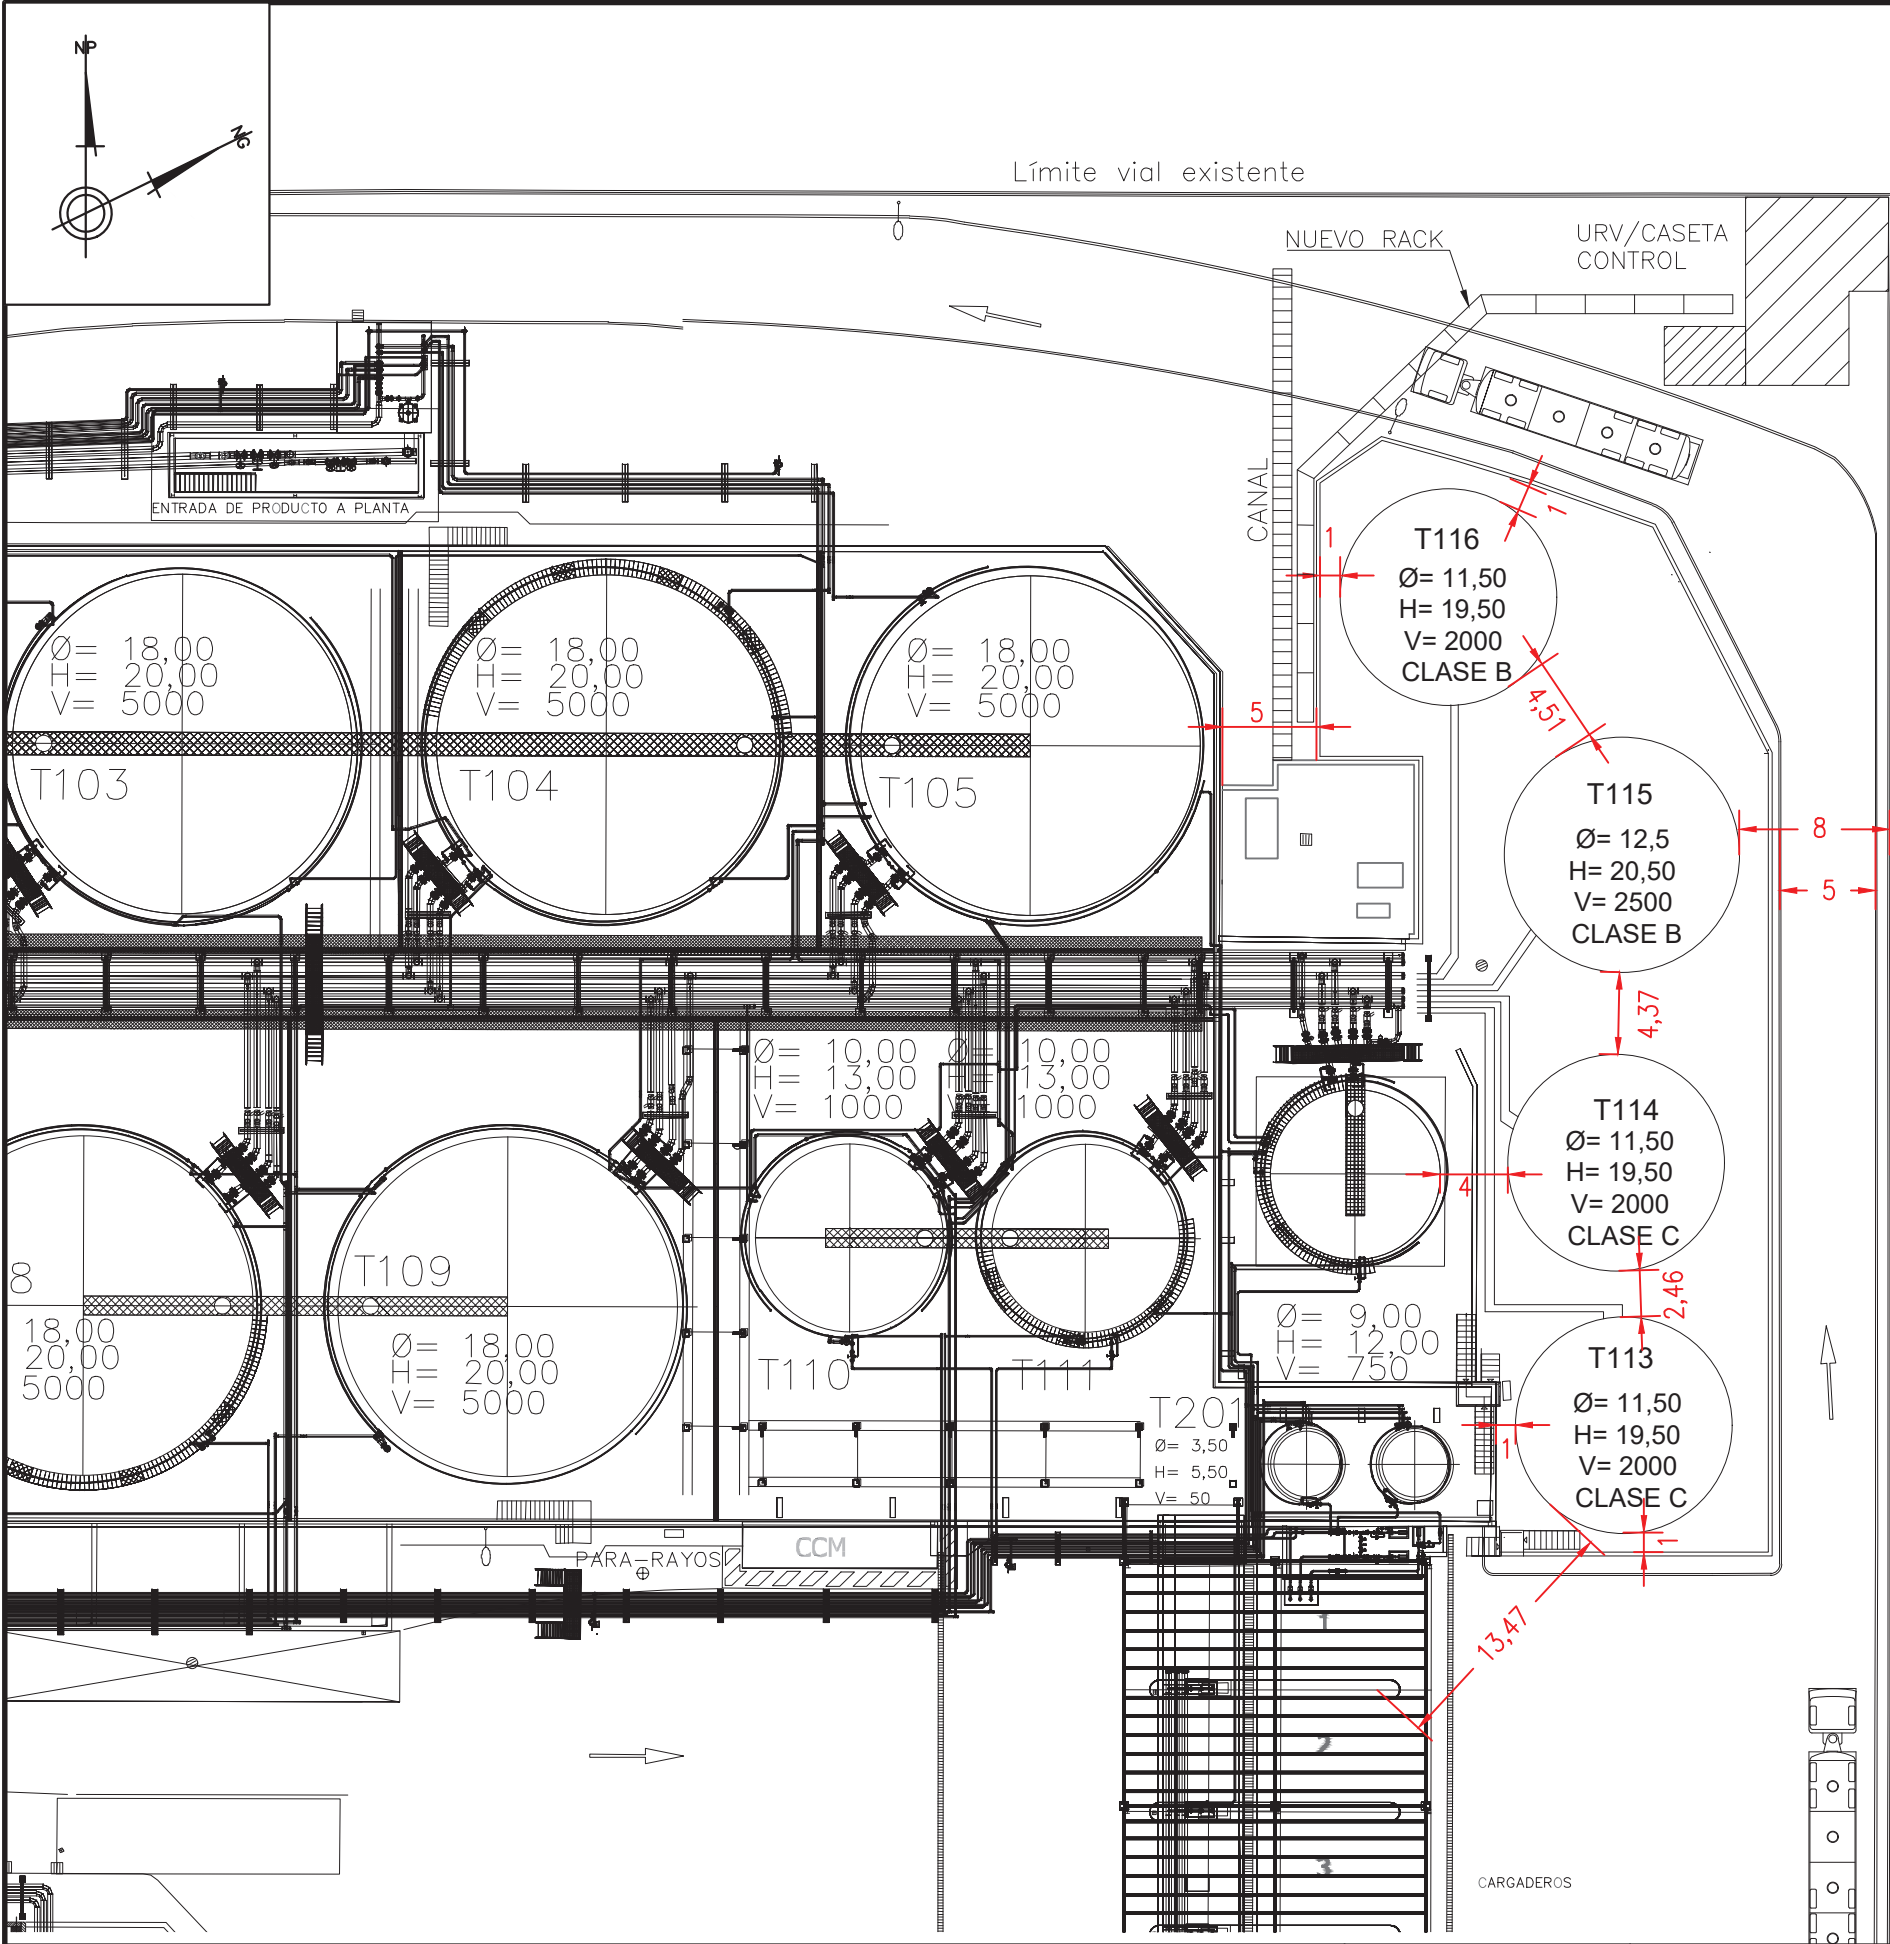 NP
NG
Límite vial existente
NUEVO RACK
URV/CASETA
CONTROL
CANAL
ENTRADA DE PRODUCTO A PLANTA
T116
Ø= 11,50
H= 19,50
V= 2000
CLASE B
1
1
4,51
5
Ø= 18,00
H= 20,00
V= 5000
T103
Ø= 18,00
H= 20,00
V= 5000
T104
Ø= 18,00
H= 20,00
V= 5000
T105
T115
Ø= 12,5
H= 20,50
V= 2500
CLASE B
8
5
4,37
Ø= 10,00
H= 13,00
V= 1000
T110
Ø= 10,00
H= 13,00
V= 1000
T111
T114
Ø= 11,50
H= 19,50
V= 2000
CLASE C
4
2,46
8
18,00
20,00
5000
T109
Ø= 18,00
H= 20,00
V= 5000
Ø= 9,00
H= 12,00
V= 750
T201
Ø= 3,50
H= 5,50
V= 50
T113
Ø= 11,50
H= 19,50
V= 2000
CLASE C
1
1
13,47
PARA-RAYOS
CCM
1
2
3
CARGADEROS